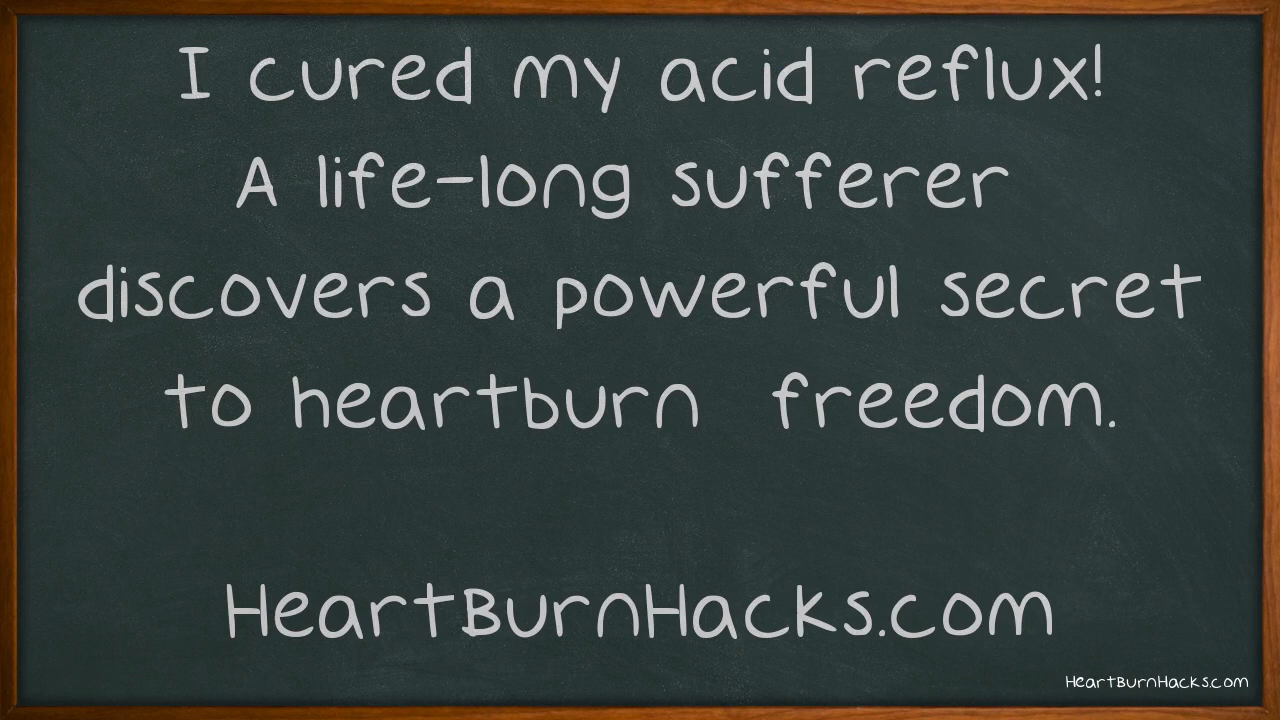 I cured my acid reflux!
A life-long sufferer
discovers a powerful secret
to heartburn  freedom.
HeartBurnHacks.com
HeartBurnHacks.com